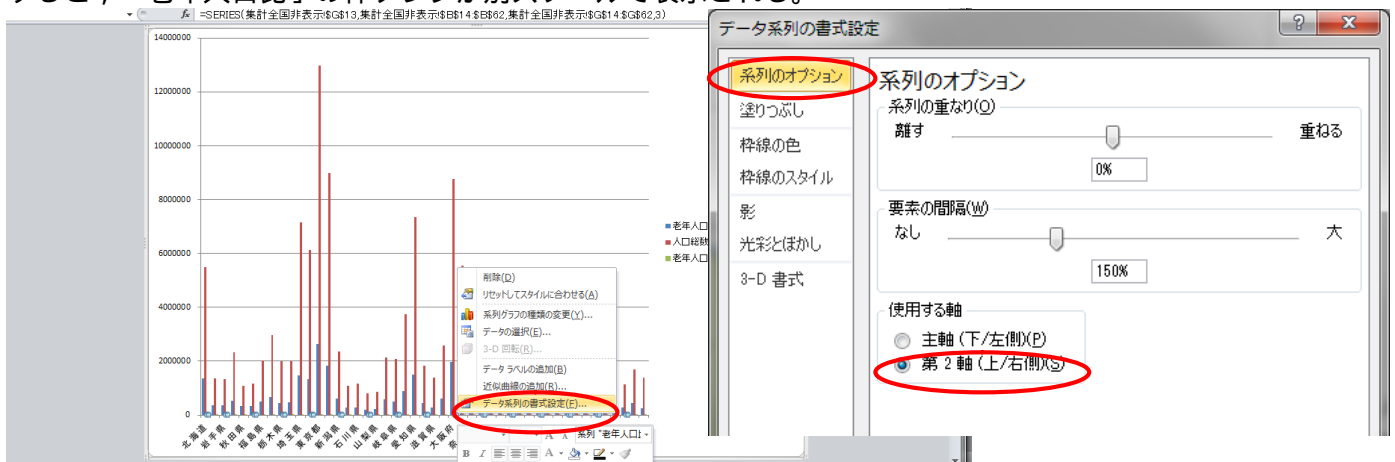 =SERIES(集計全国非表示!$G$13,集計全国非表示!$B$14:$B$62,集計全国非表示!$G$14:$G$62,3)
14000000
12000000
10000000
8000000
6000000
4000000
2000000
0
北海道
岩手県
秋田県
福島県
栃木県
埼玉県
東京都
新潟県
石川県
山梨県
岐阜県
愛知県
滋賀県
大阪府
老年人口
人口総数
老年人口
削除(D)
リセットしてスタイルに合わせる(A)
系列グラフの種類の変更(Y)...
データの選択(E)...
3-D 回転(R)...
データ ラベルの追加(B)
近似曲線の追加(R)...
データ系列の書式設定(F)...
系列 "老年人口
B I
データ系列の書式設定
系列のオプション
塗りつぶし
枠線の色
枠線のスタイル
影
光彩とぼかし
3-D 書式
系列のオプション
系列の重なり(O)
離す 重ねる
0%
要素の間隔(W)
なし 大
150%
使用する軸
主軸 (下/左側)(P)
第 2 軸 (上/右側)(S)